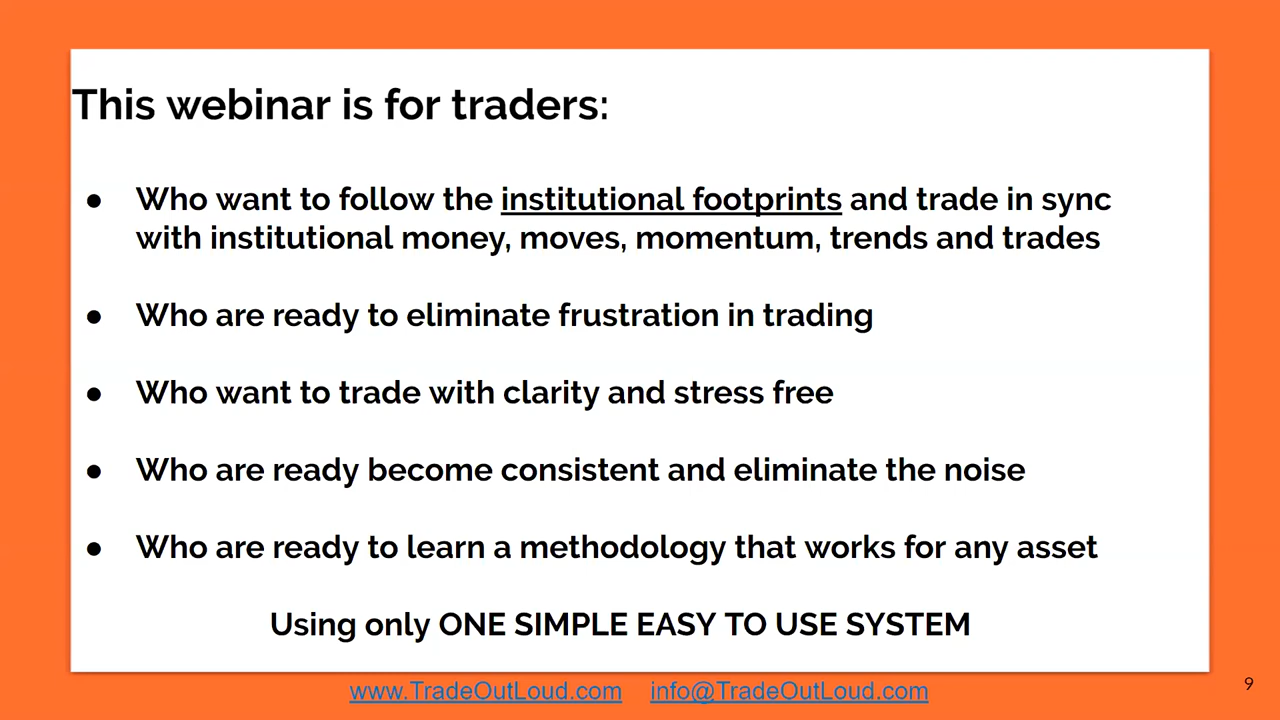 This webinar is for traders:
● Who want to follow the institutional footprints and trade in sync
with institutional money, moves, momentum, trends and trades
● Who are ready to eliminate frustration in trading
● Who want to trade with clarity and stress free
● Who are ready become consistent and eliminate the noise
● Who are ready to learn a methodology that works for any asset
Using only ONE SIMPLE EASY TO USE SYSTEM
www.TradeOutLoud.com info@TradeOutLoud.com
9